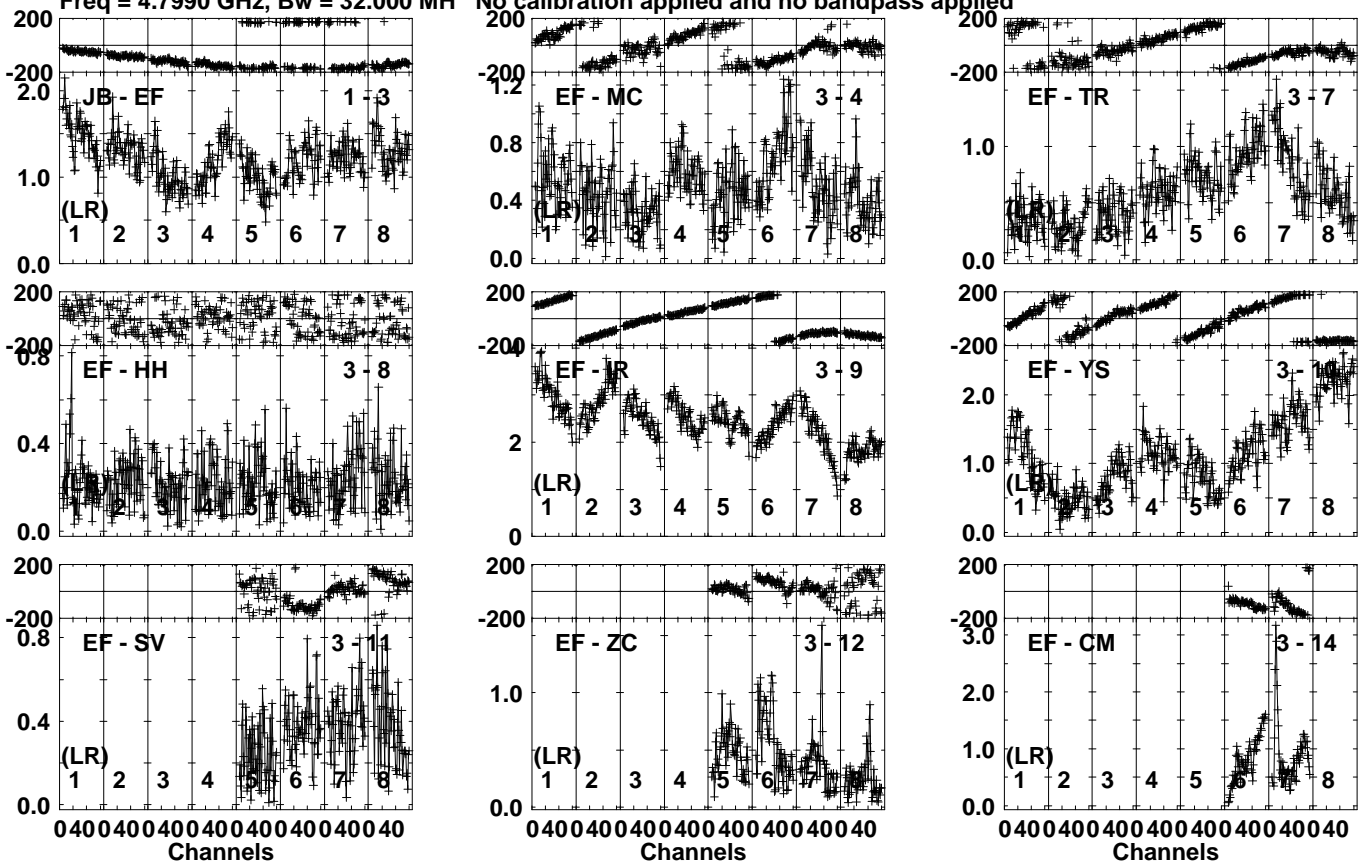 Freq = 4.7990 GHz, Bw = 32.000 MH No calibration applied and no bandpass applied
200 200 200
-200 -200 -200
JB - EF 1 - 3 EF - MC 3 - 4 EF - TR 3 - 7
2.0 1.2
0.8 1.0
1.0
0.4
(LR) (LR) (LR)
1 2 3 4 5 6 7 8 1 2 3 4 5 6 7 8 1 2 3 4 5 6 7 8
0.0 0.0 0.0
200 200 200
-200 -200 -200
0.8 4
EF - HH 3 - 8 EF - IR 3 - 9 EF - YS 3 - 10
2.0
0.4 2 1.0
(LR) (LR) (LR)
1 2 3 4 5 6 7 8 1 2 3 4 5 6 7 8 1 2 3 4 5 6 7 8
0.0 0 0.0
200 200 200
-200 -200 -200
0.8 3.0
EF - SV 3 - 11 EF - ZC 3 - 12 EF - CM 3 - 14
0.4 1.0 2.0
1.0
(LR) (LR) (LR)
1 2 3 4 5 6 7 8 1 2 3 4 5 6 7 8 1 2 3 4 5 6 7 8
0.0 0.0 0.0
0 40 0 40 0 40 0 40 0 40 0 40 0 40 0 40 0 40 0 40 0 40 0 40 0 40 0 40 0 40 0 40 0 40 0 40 0 40 0 40 0 40 0 40 0 40 0 40
Channels Channels Channels